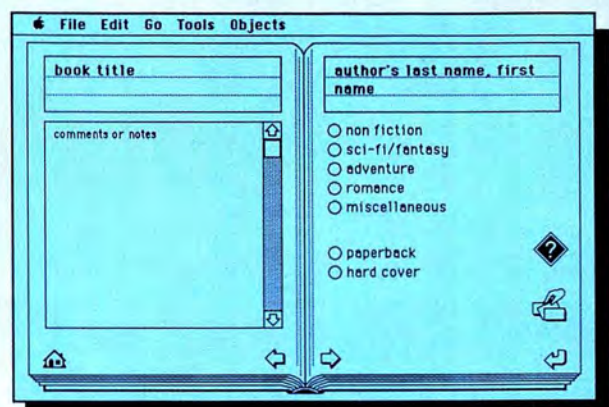 File Edit Go Tools Objects
book title
comments or notes
author's last name, first
name
non fiction
sci-fi/fantasy
adventure
romance
miscellaneous
paperback
hard cover
?